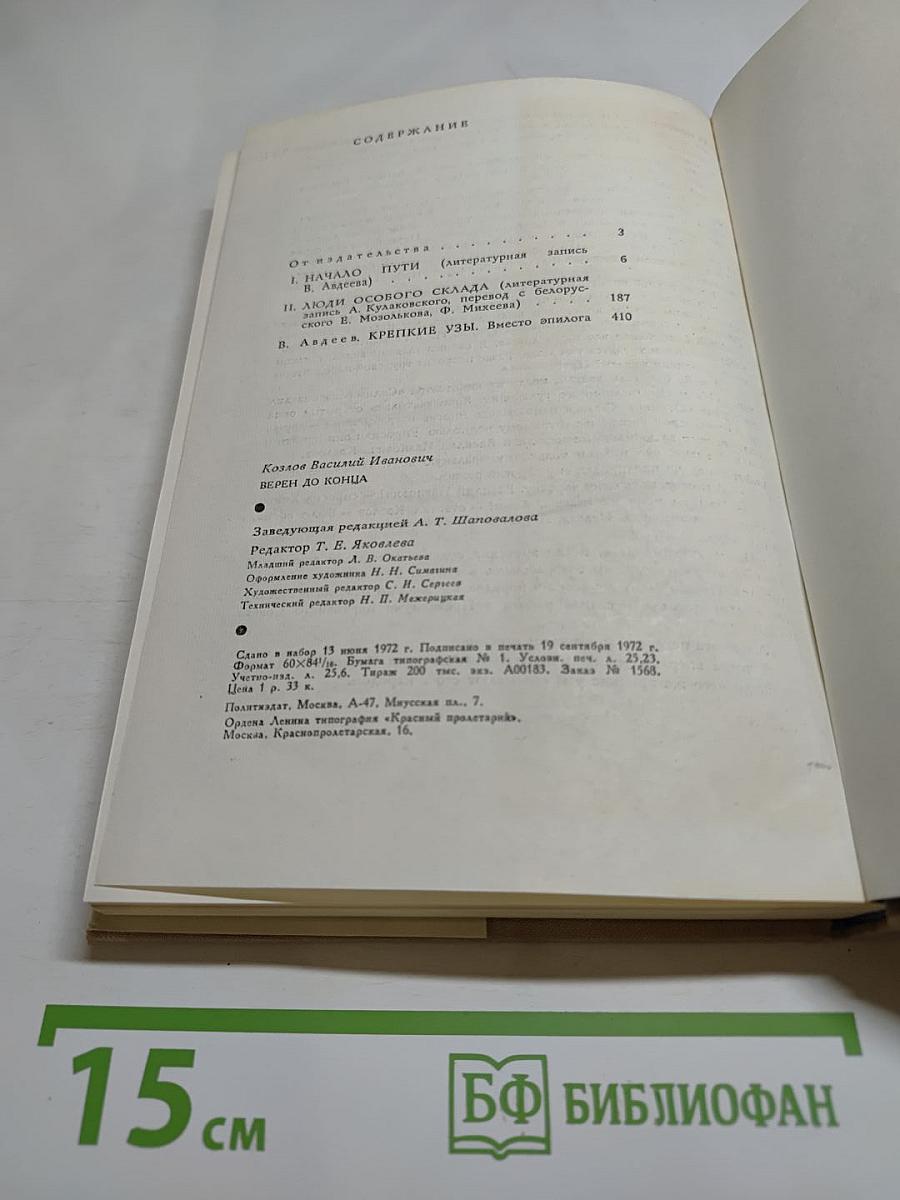 СОДЕРЖАНИЕ
От издательства . . . . . . . . . . 3
I. НАЧАЛО ПУТИ (литературная запись
В. Авдеева) . . . . . . . . . . . . 6
II. ЛЮДИ ОСОБОГО СКЛАДА (литературная
запись А. Кулаковского, перевод с белорус-
ского Е. Мозолькова, Ф. Михеева) . . . . 187
В. Авдеев. КРЕПКИЕ УЗЫ. Вместо эпилога 410
Козлов Василий Иванович
ВЕРЕН ДО КОНЦА
Заведующая редакцией А. Т. Шаповалова
Редактор Т. Е. Яковлева
Младший редактор Л. В. Окатьева
Оформление художника Н. Н. Симагина
Художественный редактор С. И. Сергеев
Технический редактор Н. П. Межерицкая
Сдано в набор 13 июня 1972 г. Подписано в печать 19 сентября 1972 г.
Формат 60×84¹/₁₆. Бумага типографская № 1. Условн. печ. л. 25,23.
Учетно-изд. л. 25,6. Тираж 200 тыс. экз. А00183. Заказ № 1568.
Цена 1 р. 33 к.
Политиздат, Москва, А-47, Миусская пл., 7.
Ордена Ленина типография «Красный пролетарий».
Москва, Краснопролетарская, 16.
15 см
БФ БИБЛИОФАН